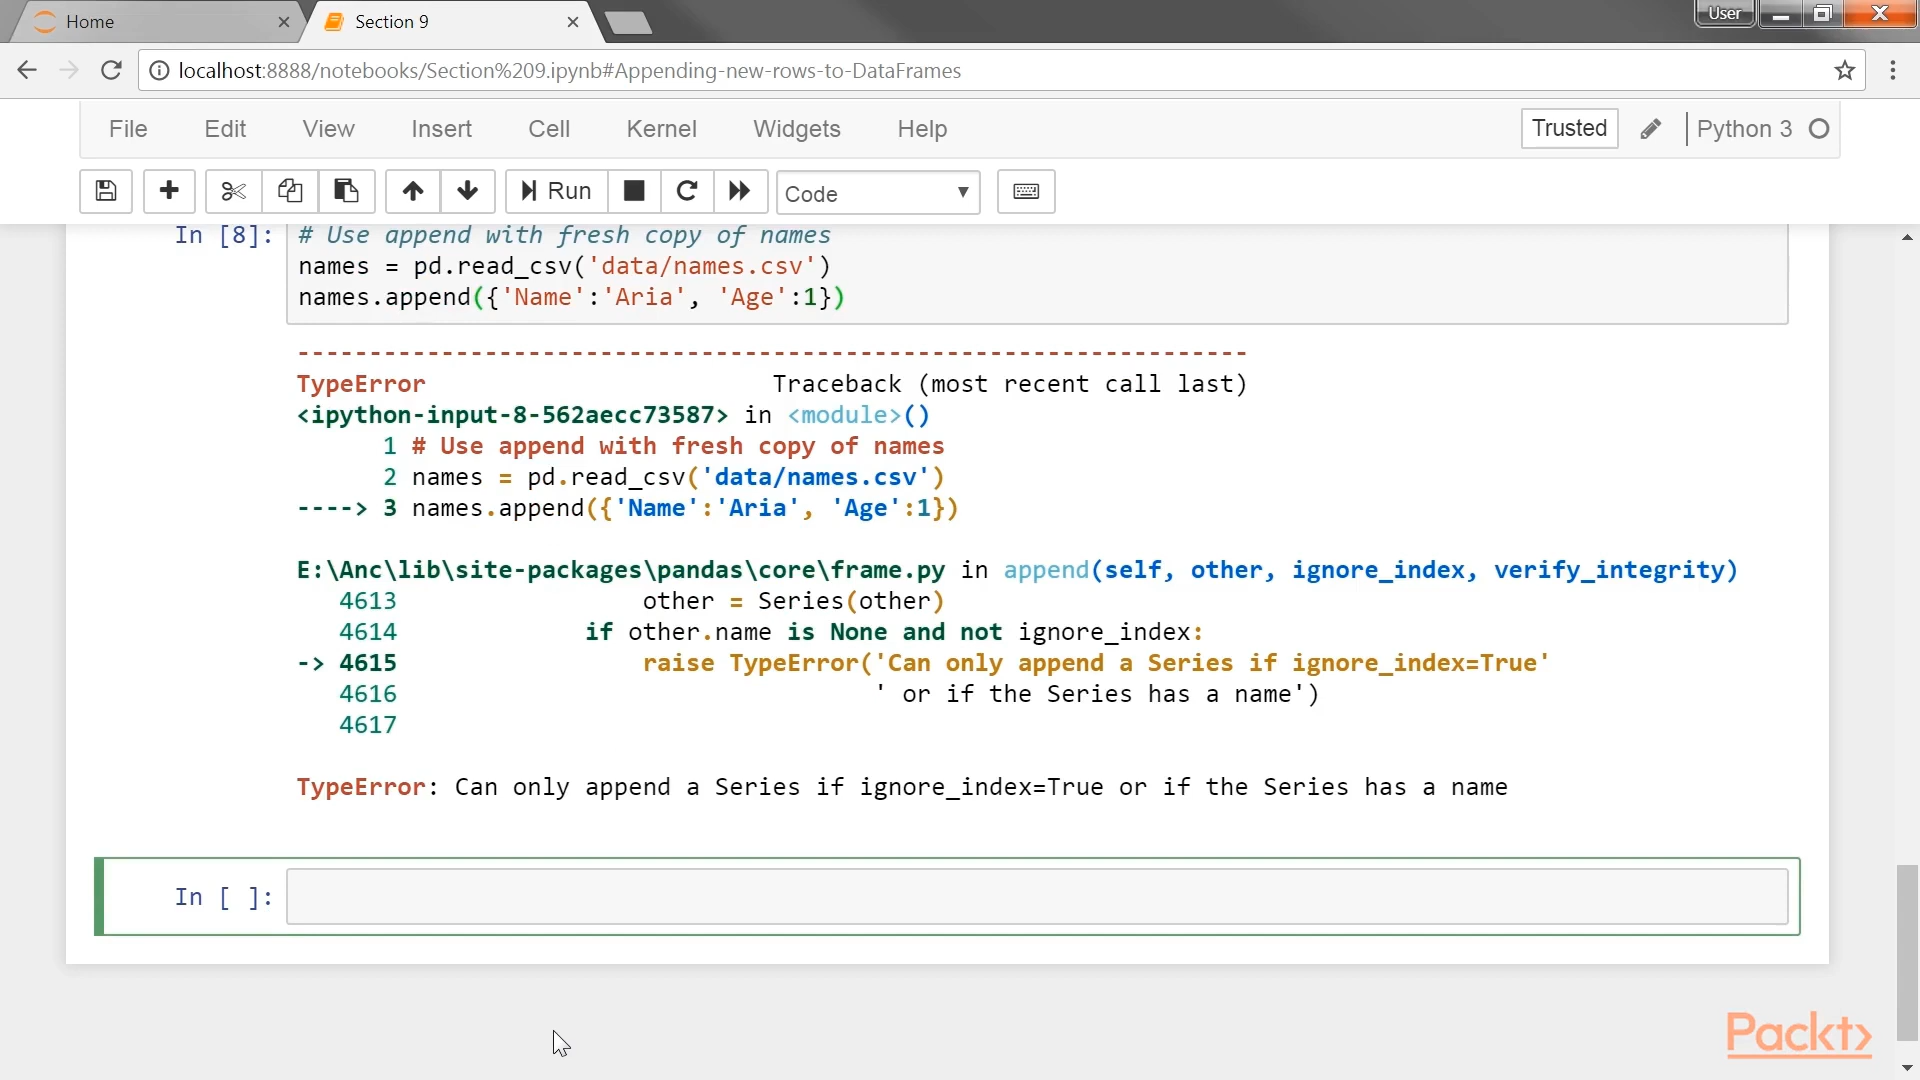 Home
Section 9
User
localhost:8888/notebooks/Section%209.ipynb#Appending-new-rows-to-DataFrames
File Edit View Insert Cell Kernel Widgets Help Trusted Python 3
Run Code
In [8]: # Use append with fresh copy of names
names = pd.read_csv('data/names.csv')
names.append({'Name':'Aria', 'Age':1})
---------------------------------------------------------------------------
TypeError Traceback (most recent call last)
<ipython-input-8-562aecc73587> in <module>()
1 # Use append with fresh copy of names
2 names = pd.read_csv('data/names.csv')
----> 3 names.append({'Name':'Aria', 'Age':1})
E:\Anc\lib\site-packages\pandas\core\frame.py in append(self, other, ignore_index, verify_integrity)
4613 other = Series(other)
4614 if other.name is None and not ignore_index:
-> 4615 raise TypeError('Can only append a Series if ignore_index=True'
4616 ' or if the Series has a name')
4617
TypeError: Can only append a Series if ignore_index=True or if the Series has a name
In [ ]:
Packt>